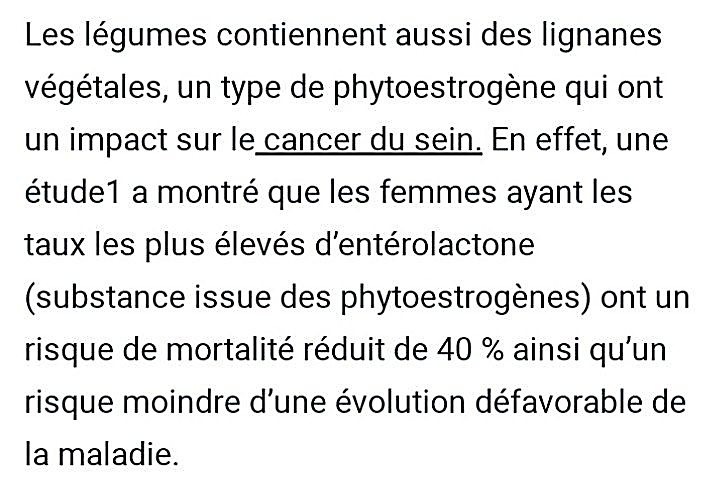 Les légumes contiennent aussi des lignanes
végétales, un type de phytoestrogène qui ont
un impact sur le cancer du sein. En effet, une
étude1 a montré que les femmes ayant les
taux les plus élevés d’entérolactone
(substance issue des phytoestrogènes) ont un
risque de mortalité réduit de 40 % ainsi qu’un
risque moindre d’une évolution défavorable de
la maladie.